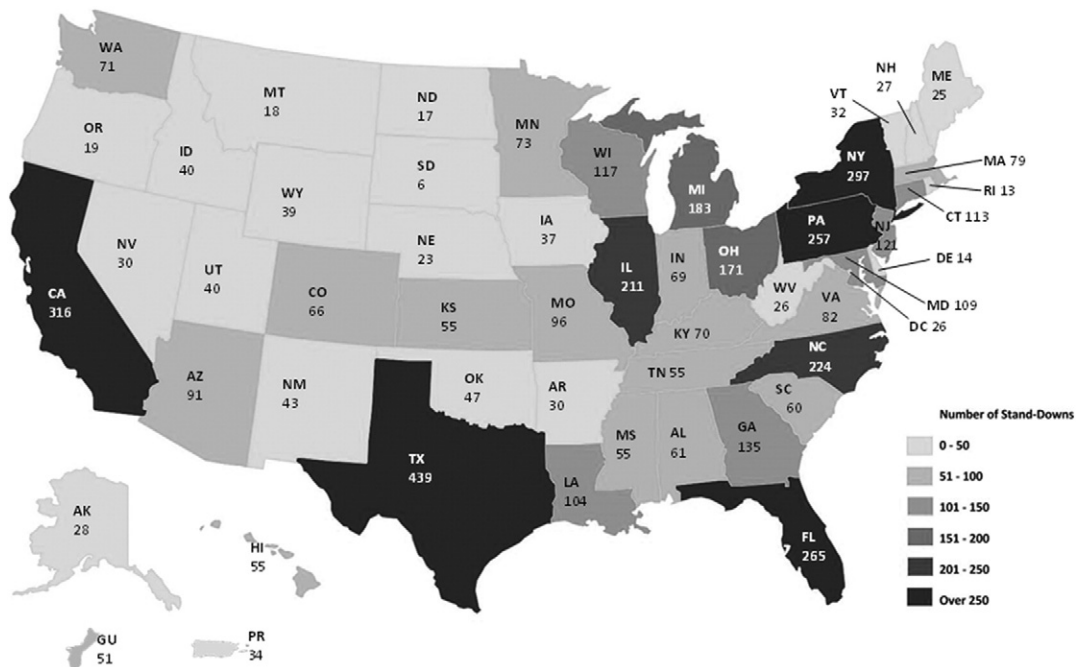 WA
71
MT
18
ND
17
MN
73
NH
27
ME
25
VT
32
OR
19
ID
40
SD
6
WI
117
NY
297
MA 79
RI 13
CT 113
WY
39
MI
183
IA
37
PA
257
NJ
121
NE
23
NV
30
UT
40
CA
316
CO
66
KS
55
MO
96
IL
211
IN
69
OH
171
WV
26
VA
82
DE 14
MD 109
DC 26
KY 70
NC
224
TN 55
AZ
91
NM
43
OK
47
AR
30
SC
60
MS
55
AL
61
GA
135
TX
439
LA
104
FL
265
AK
28
HI
55
GU
51
PR
34
Number of Stand-Downs
0 - 50
51 - 100
101 - 150
151 - 200
201 - 250
Over 250